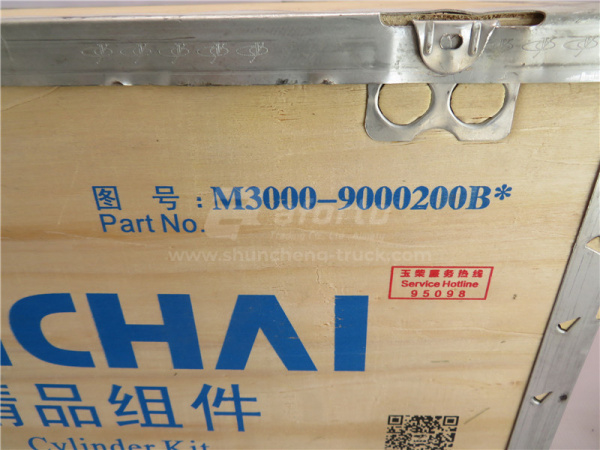 图 号 : M3000-9000200B*
Part No.
www.shuncheng-truck.com
玉柴服务热线
Service Hotline
95098
CHAI
精品组件
Cylinder Kit